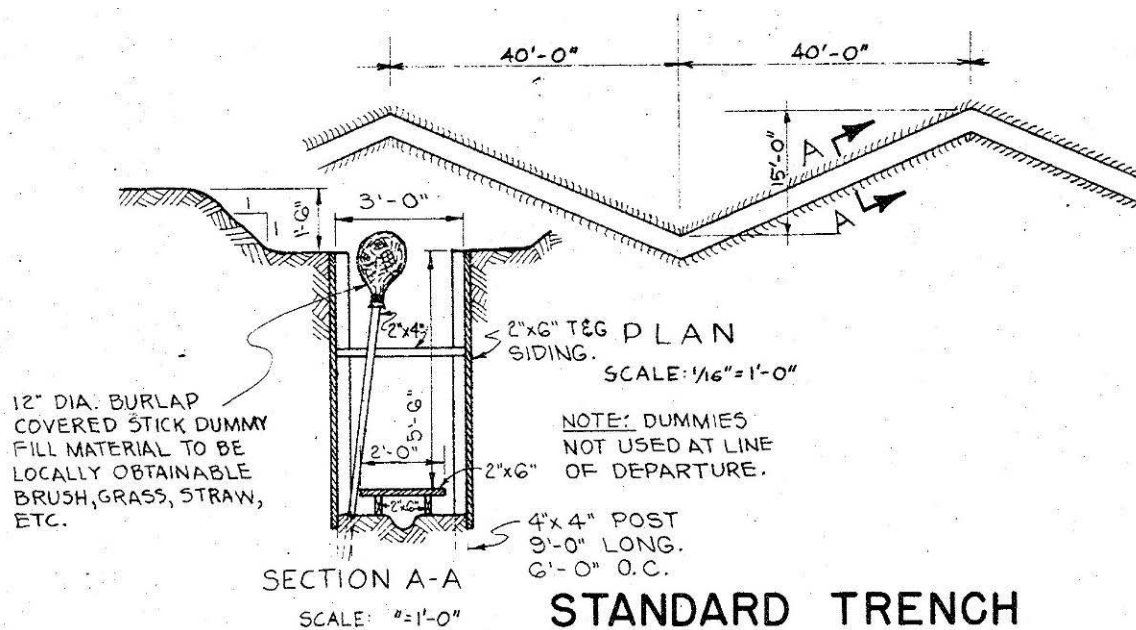 40'-0" 40'-0"
A
15'-0"
A
3'-0"
1'-6"
1
1
2"x4"
2"x6" T&G
SIDING.
PLAN
SCALE: 1/16"=1'-0"
12" DIA. BURLAP
COVERED STICK DUMMY
FILL MATERIAL TO BE
LOCALLY OBTAINABLE
BRUSH, GRASS, STRAW,
ETC.
5'-6"
2'-0"
2"x6"
2"x6"
NOTE: DUMMIES
NOT USED AT LINE
OF DEPARTURE.
4"x4" POST
9'-0" LONG.
6'-0" O.C.
SECTION A-A
SCALE: "=1'-0"
STANDARD TRENCH